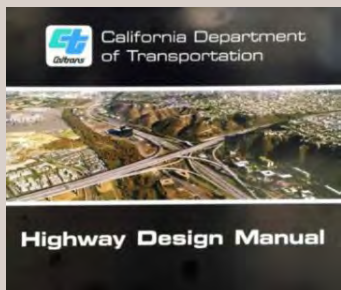 Caltrans
California Department
of Transportation
Highway Design Manual